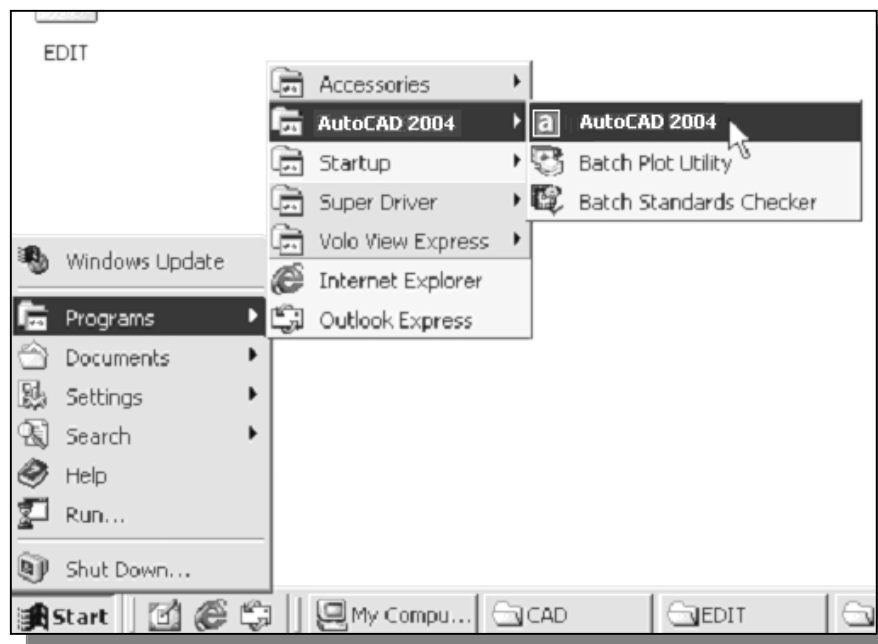 EDIT
Accessories
AutoCAD 2004
Startup
Super Driver
Volo View Express
Internet Explorer
Outlook Express
a AutoCAD 2004
Batch Plot Utility
Batch Standards Checker
Windows Update
Programs
Documents
Settings
Search
Help
Run...
Shut Down...
Start My Compu... CAD EDIT